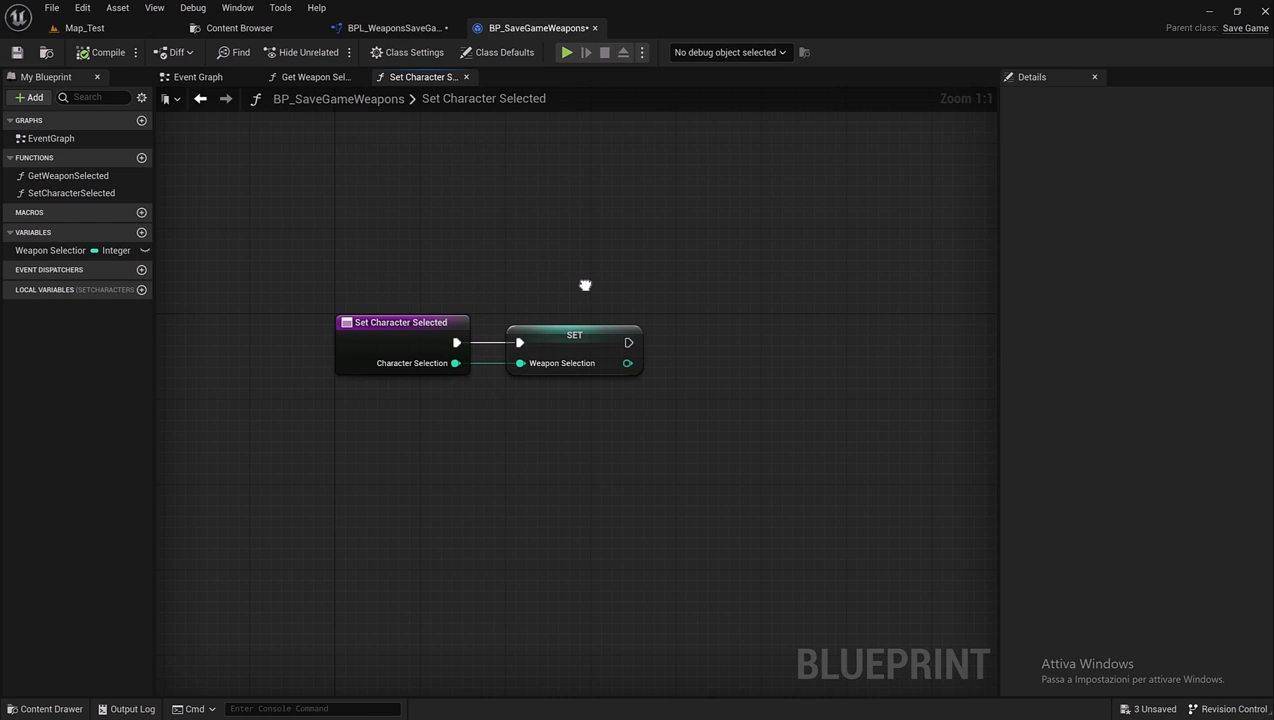 File Edit Asset View Debug Window Tools Help
Map_Test Content Browser BPL_WeaponsSaveGa... • BP_SaveGameWeapons* ×
Parent class: Save Game
Compile Diff Find Hide Unrelated Class Settings Class Defaults No debug object selected
My Blueprint × Event Graph Get Weapon Sel... Set Character S... × Details ×
Add Search BP_SaveGameWeapons > Set Character Selected Zoom 1:1
GRAPHS
EventGraph
FUNCTIONS
GetWeaponSelected
SetCharacterSelected
MACROS
VARIABLES
Weapon Selectior Integer
EVENT DISPATCHERS
LOCAL VARIABLES (SETCHARACTERS
Set Character Selected
SET
Character Selection
Weapon Selection
BLUEPRINT
Attiva Windows
Passa a Impostazioni per attivare Windows.
Content Drawer Output Log Cmd Enter Console Command 3 Unsaved Revision Control